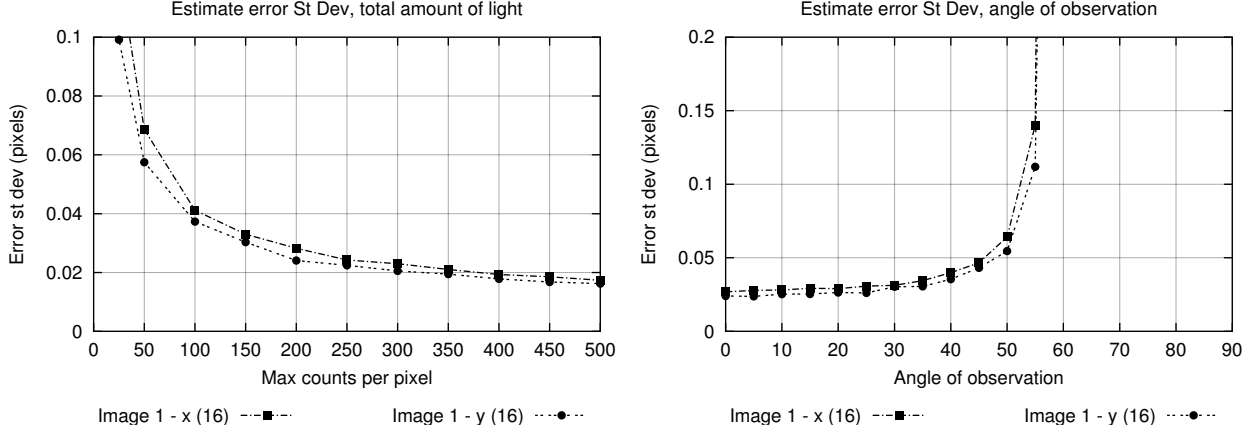 Estimate error St Dev, total amount of light
0.1
0.08
0.06
0.04
0.02
0
Error st dev (pixels)
0 50 100 150 200 250 300 350 400 450 500
Max counts per pixel
Image 1 - x (16) Image 1 - y (16)
Estimate error St Dev, angle of observation
0.2
0.15
0.1
0.05
0
Error st dev (pixels)
0 10 20 30 40 50 60 70 80 90
Angle of observation
Image 1 - x (16) Image 1 - y (16)